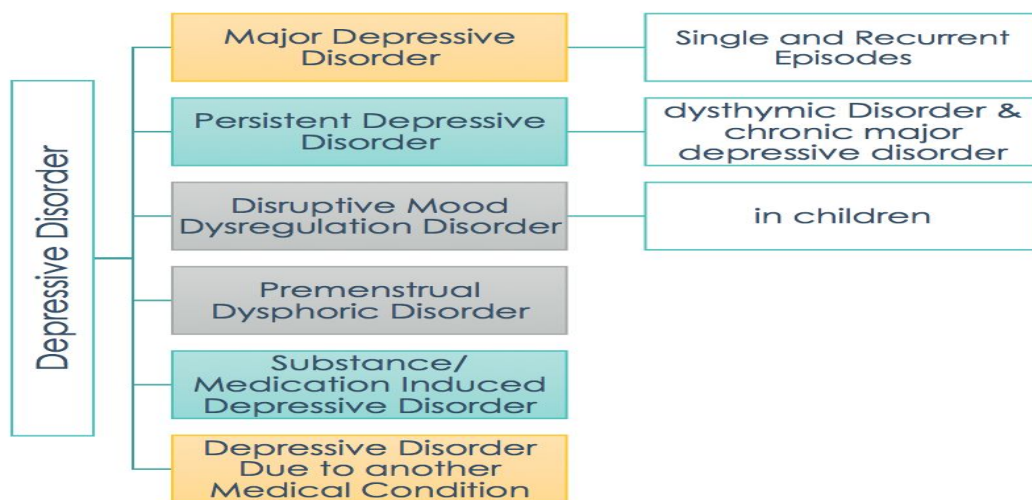 Depressive Disorder
Major Depressive
Disorder
Single and Recurrent
Episodes
Persistent Depressive
Disorder
dysthymic Disorder &
chronic major
depressive disorder
Disruptive Mood
Dysregulation Disorder
in children
Premenstrual
Dysphoric Disorder
Substance/
Medication Induced
Depressive Disorder
Depressive Disorder
Due to another
Medical Condition